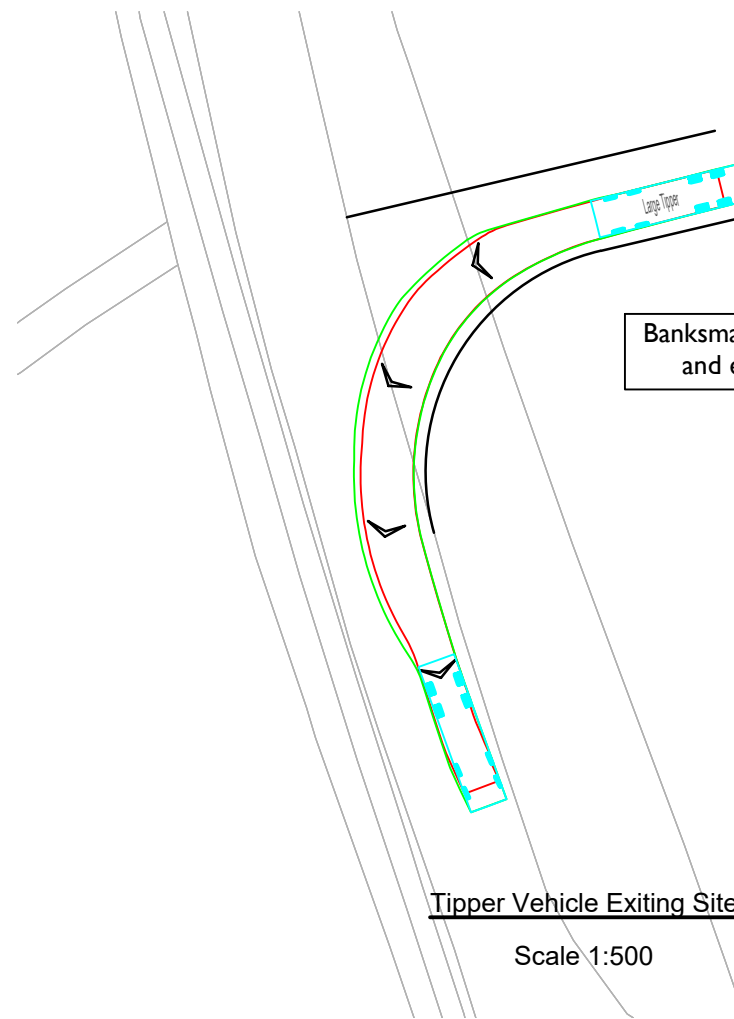 Large Tipper
Banksma
and e
Tipper Vehicle Exiting Site
Scale 1:500